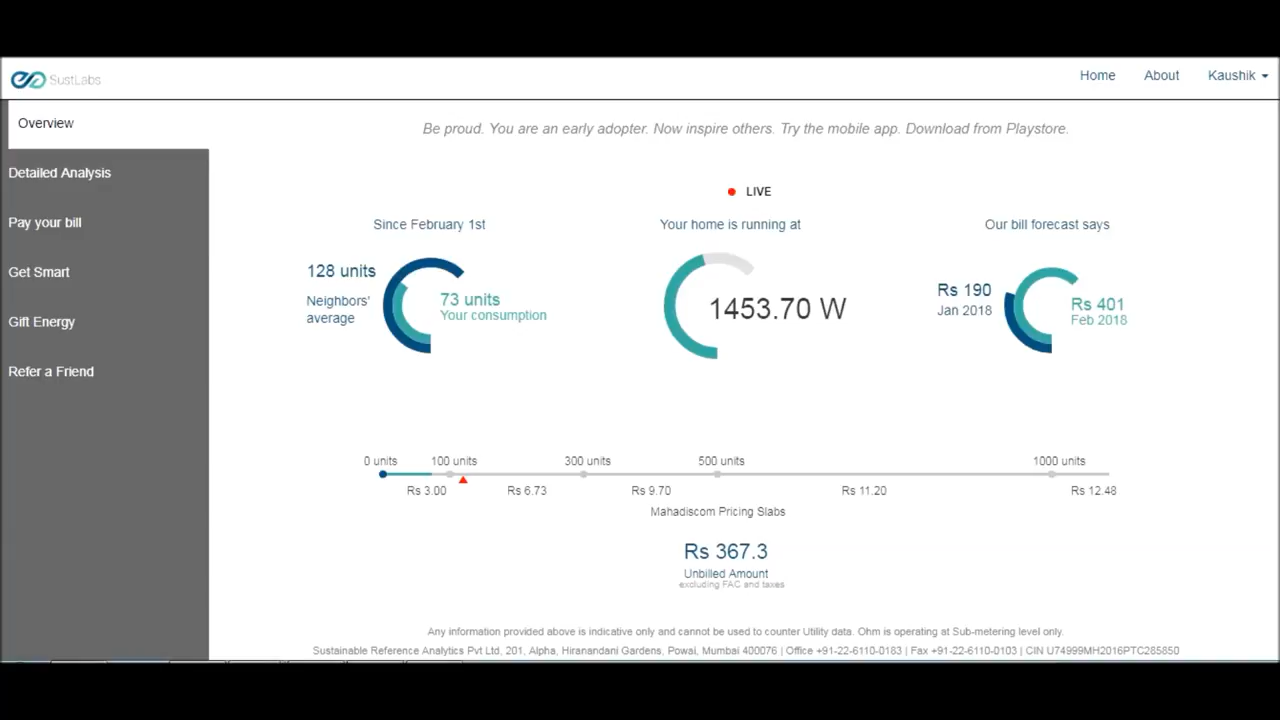 SustLabs
Home About Kaushik
Overview
Detailed Analysis
Pay your bill
Get Smart
Gift Energy
Refer a Friend
Be proud. You are an early adopter. Now inspire others. Try the mobile app. Download from Playstore.
LIVE
Since February 1st
128 units
Neighbors'
average
73 units
Your consumption
Your home is running at
1453.70 W
Our bill forecast says
Rs 190
Jan 2018
Rs 401
Feb 2018
0 units 100 units 300 units 500 units 1000 units
Rs 3.00 Rs 6.73 Rs 9.70 Rs 11.20 Rs 12.48
Mahadiscom Pricing Slabs
Rs 367.3
Unbilled Amount
excluding FAC and taxes
Any information provided above is indicative only and cannot be used to counter Utility data. Ohm is operating at Sub-metering level only.
Sustainable Reference Analytics Pvt Ltd, 201, Alpha, Hiranandani Gardens, Powai, Mumbai 400076 | Office +91-22-6110-0183 | Fax +91-22-6110-0103 | CIN U74999MH2016PTC285850